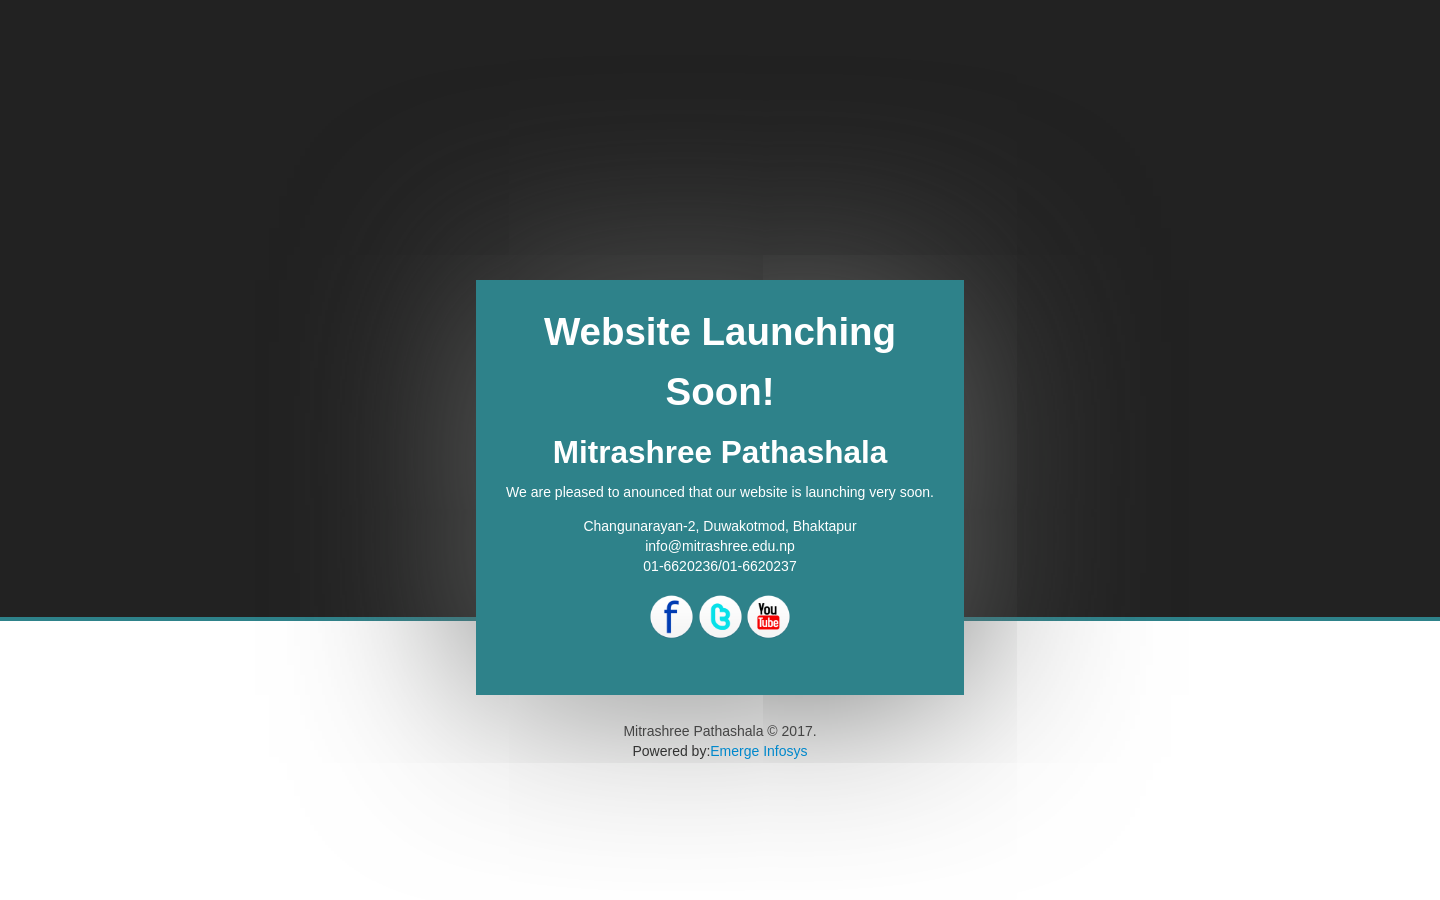 Website Launching
Soon!
Mitrashree Pathashala
We are pleased to anounced that our website is launching very soon.
Changunarayan-2, Duwakotmod, Bhaktapur
info@mitrashree.edu.np
01-6620236/01-6620237
f t You
Tube
Mitrashree Pathashala © 2017.
Powered by:Emerge Infosys